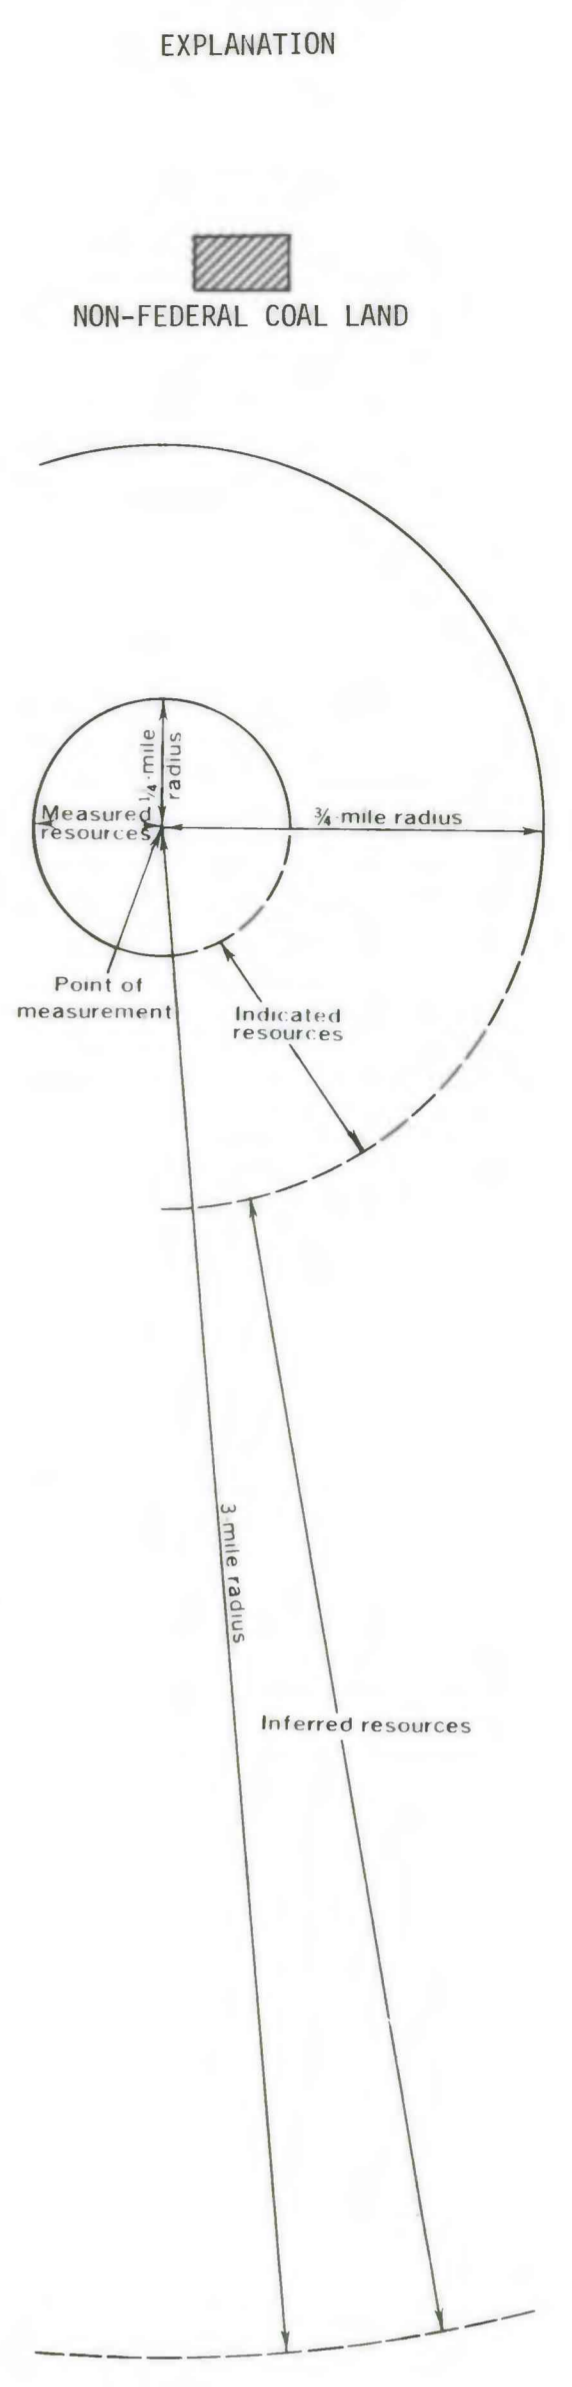 EXPLANATION
NON-FEDERAL COAL LAND
¼-mile
radius
Measured
resources
¾-mile radius
Point of
measurement
Indicated
resources
3-mile radius
Inferred resources